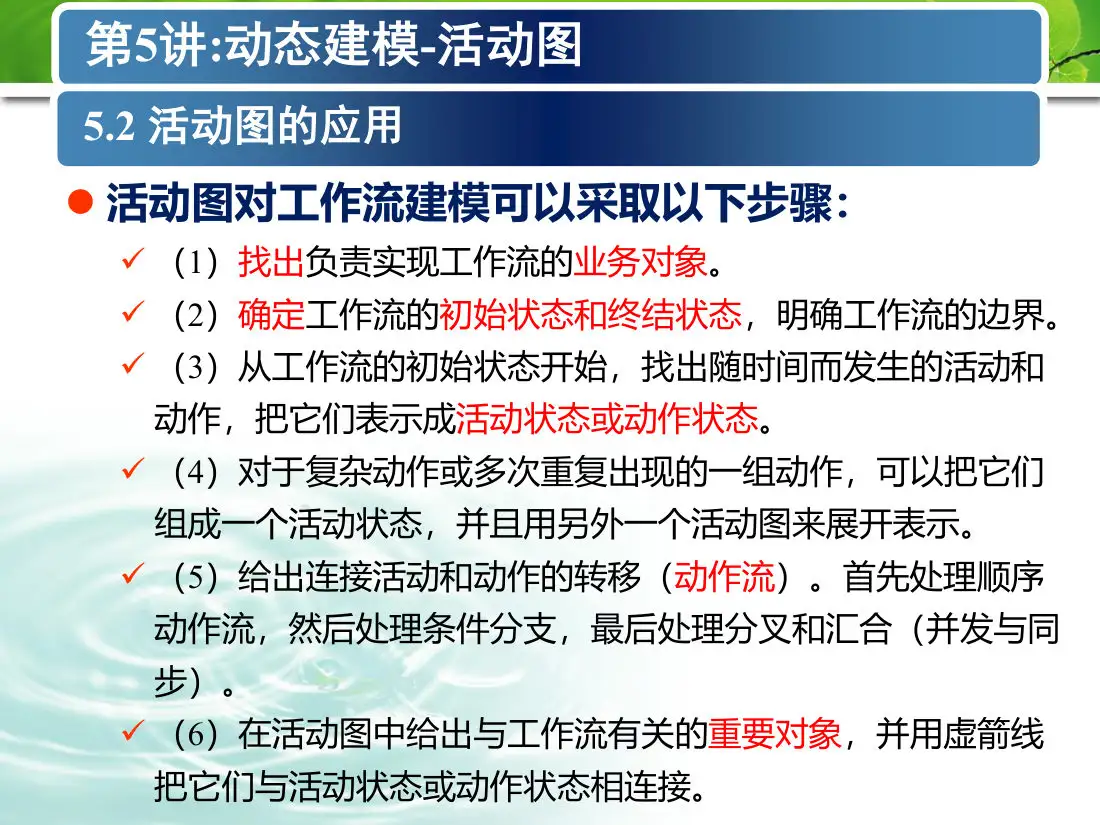 第5讲:动态建模-活动图
5.2 活动图的应用
活动图对工作流建模可以采取以下步骤：
（1）找出负责实现工作流的业务对象。
（2）确定工作流的初始状态和终结状态，明确工作流的边界。
（3）从工作流的初始状态开始，找出随时间而发生的活动和
动作，把它们表示成活动状态或动作状态。
（4）对于复杂动作或多次重复出现的一组动作，可以把它们
组成一个活动状态，并且用另外一个活动图来展开表示。
（5）给出连接活动和动作的转移（动作流）。首先处理顺序
动作流，然后处理条件分支，最后处理分叉和汇合（并发与同
步）。
（6）在活动图中给出与工作流有关的重要对象，并用虚箭线
把它们与活动状态或动作状态相连接。